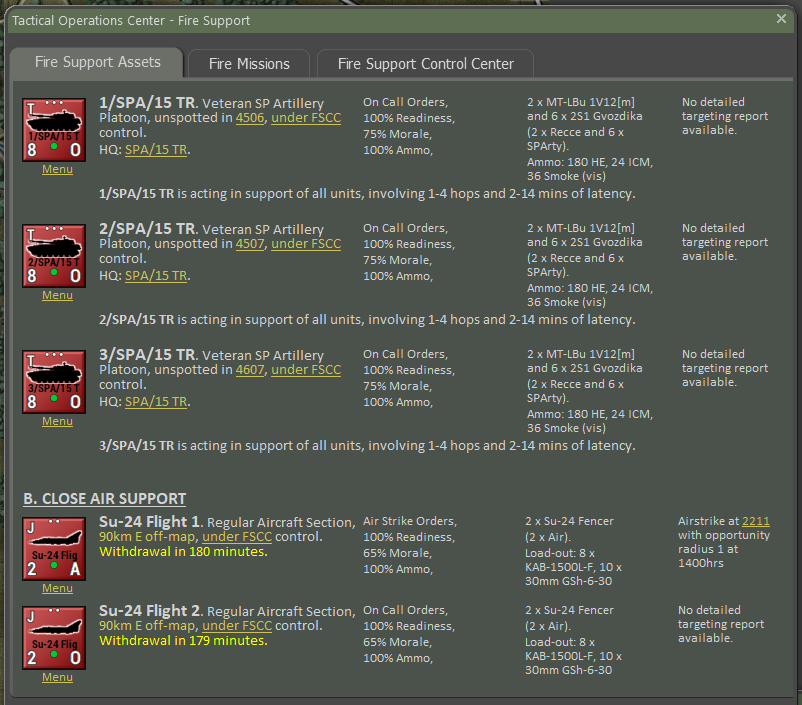 Tactical Operations Center - Fire Support
Fire Support Assets
Fire Missions
Fire Support Control Center
T
1/SPA/15 T
8 O
Menu
1/SPA/15 TR. Veteran SP Artillery
Platoon, unspotted in 4506, under FSCC
control.
HQ: SPA/15 TR.
On Call Orders,
100% Readiness,
75% Morale,
100% Ammo,
2 x MT-LBu 1V12[m]
and 6 x 2S1 Gvozdika
(2 x Recce and 6 x
SPArty).
Ammo: 180 HE, 24 ICM,
36 Smoke (vis)
No detailed
targeting report
available.
1/SPA/15 TR is acting in support of all units, involving 1-4 hops and 2-14 mins of latency.
T
2/SPA/15 T
8 O
Menu
2/SPA/15 TR. Veteran SP Artillery
Platoon, unspotted in 4507, under FSCC
control.
HQ: SPA/15 TR.
On Call Orders,
100% Readiness,
75% Morale,
100% Ammo,
2 x MT-LBu 1V12[m]
and 6 x 2S1 Gvozdika
(2 x Recce and 6 x
SPArty).
Ammo: 180 HE, 24 ICM,
36 Smoke (vis)
No detailed
targeting report
available.
2/SPA/15 TR is acting in support of all units, involving 1-4 hops and 2-14 mins of latency.
T
3/SPA/15 T
8 O
Menu
3/SPA/15 TR. Veteran SP Artillery
Platoon, unspotted in 4607, under FSCC
control.
HQ: SPA/15 TR.
On Call Orders,
100% Readiness,
75% Morale,
100% Ammo,
2 x MT-LBu 1V12[m]
and 6 x 2S1 Gvozdika
(2 x Recce and 6 x
SPArty).
Ammo: 180 HE, 24 ICM,
36 Smoke (vis)
No detailed
targeting report
available.
3/SPA/15 TR is acting in support of all units, involving 1-4 hops and 2-14 mins of latency.
B. CLOSE AIR SUPPORT
J
Su-24 Flig
2 A
Menu
Su-24 Flight 1. Regular Aircraft Section,
90km E off-map, under FSCC control.
Withdrawal in 180 minutes.
Air Strike Orders,
100% Readiness,
65% Morale,
100% Ammo,
2 x Su-24 Fencer
(2 x Air).
Load-out: 8 x
KAB-1500L-F, 10 x
30mm GSh-6-30
Airstrike at 2211
with opportunity
radius 1 at
1400hrs
J
Su-24 Flig
2 O
Menu
Su-24 Flight 2. Regular Aircraft Section,
90km E off-map, under FSCC control.
Withdrawal in 179 minutes.
On Call Orders,
100% Readiness,
65% Morale,
100% Ammo,
2 x Su-24 Fencer
(2 x Air).
Load-out: 8 x
KAB-1500L-F, 10 x
30mm GSh-6-30
No detailed
targeting report
available.